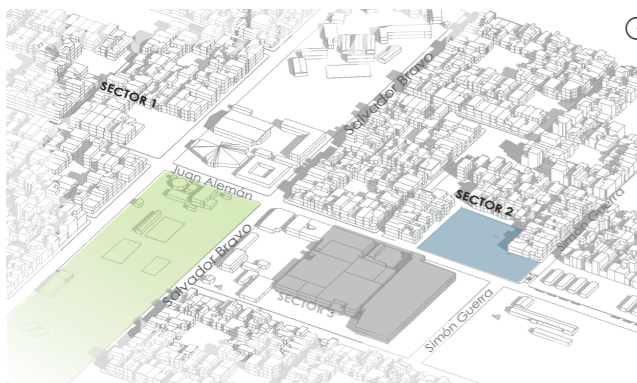 SECTOR 1
Salvador Bravo
Juan Alemán
SECTOR 2
Simón Guerra
Salvador Bravo
SECTOR 3
Simón Guerra